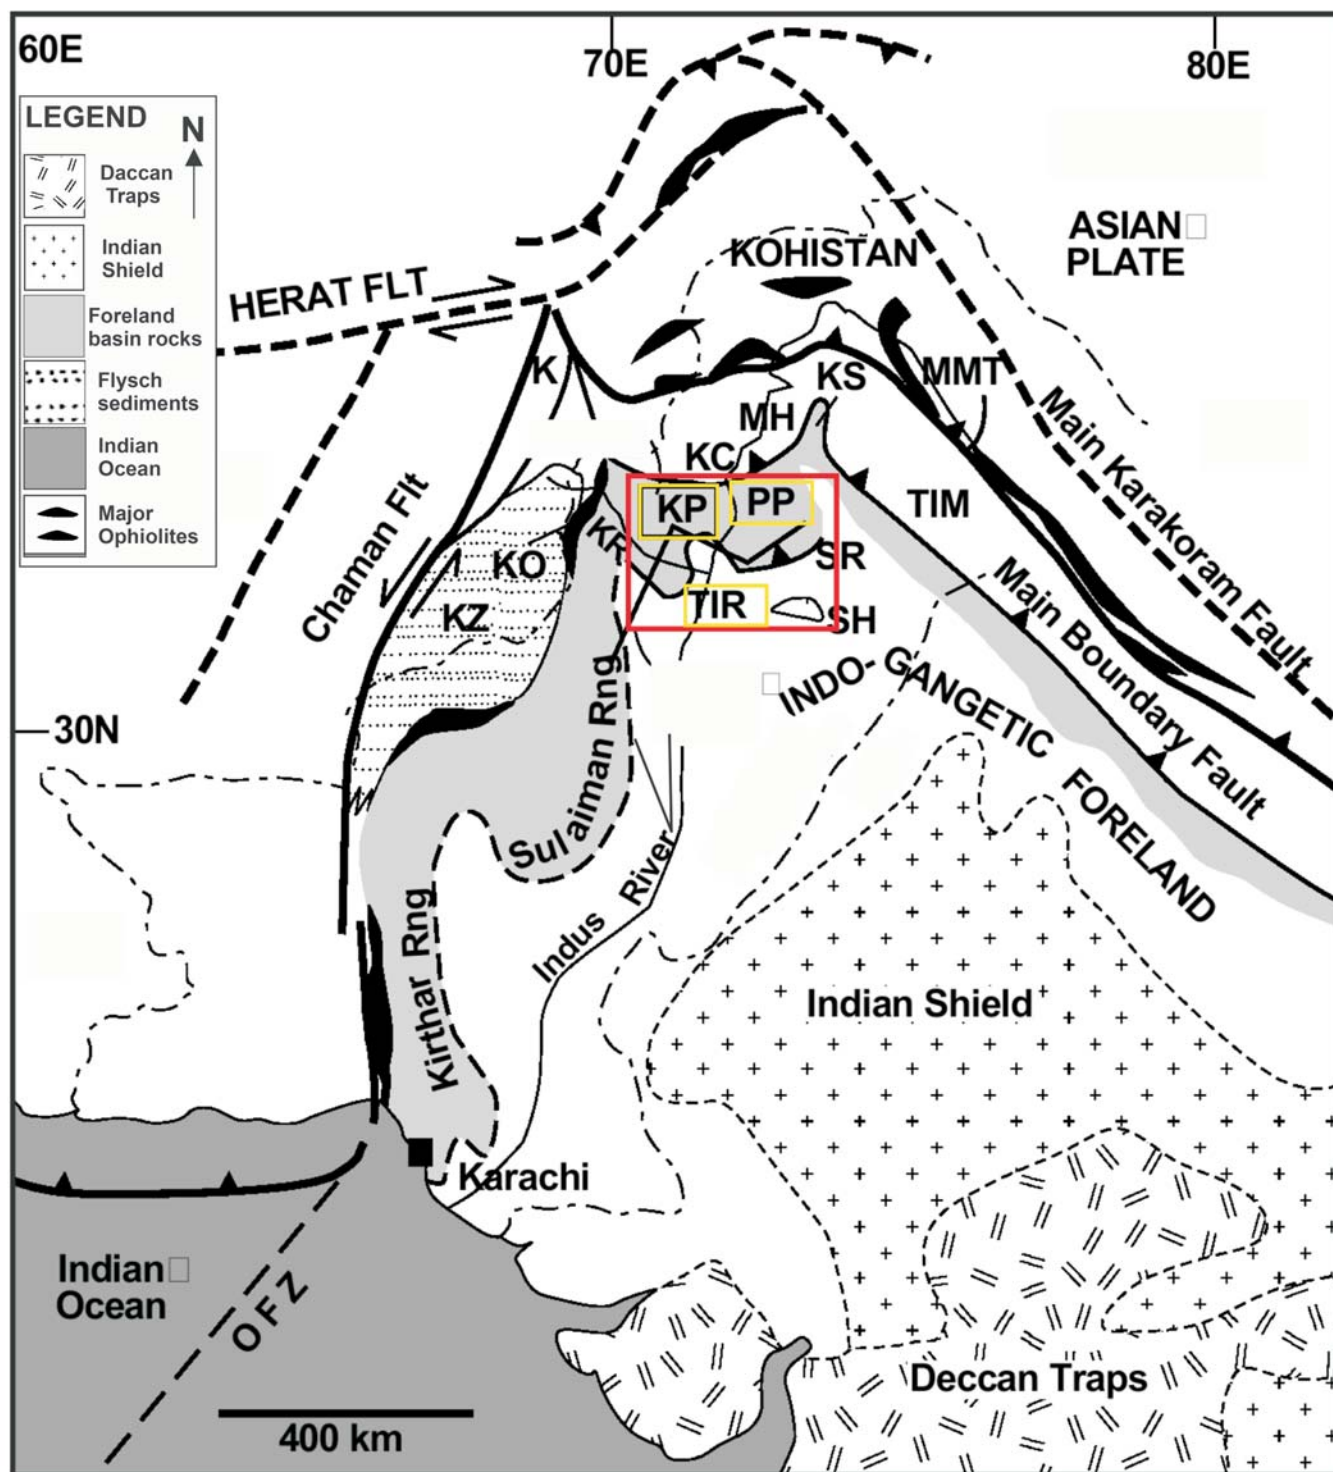 60E
70E
80E
LEGEND
N
Daccan
Traps
Indian
Shield
Foreland
basin rocks
Flysch
sediments
Indian
Ocean
Major
Ophiolites
HERAT FLT
KOHISTAN
ASIAN
PLATE
K
KS
MMT
MH
KC
Main Karakoram Fault
Chaman Flt
KP
PP
TIM
KR
KO
SR
KZ
TIR
SH
Main Boundary Fault
INDO-GANGETIC FORELAND
30N
Sulaiman Rng
Indus River
Kirthar Rng
Indian Shield
Karachi
Indian
Ocean
OFZ
Deccan Traps
400 km